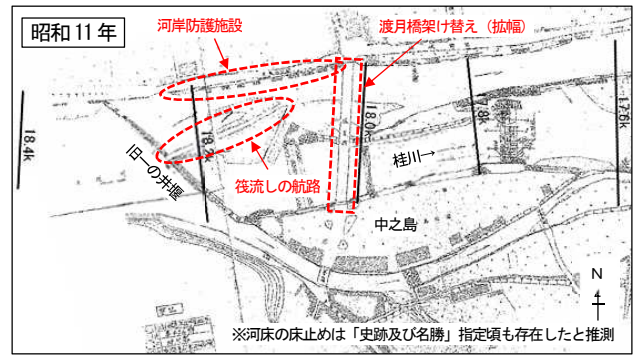 昭和11年
河岸防護施設
渡月橋架け替え（拡幅）
18.4k
18.2
18.0k
17.8k
17.6k
旧一の井堰
筏流しの航路
桂川→
中之島
N
※河床の床止めは「史跡及び名勝」指定頃も存在したと推測